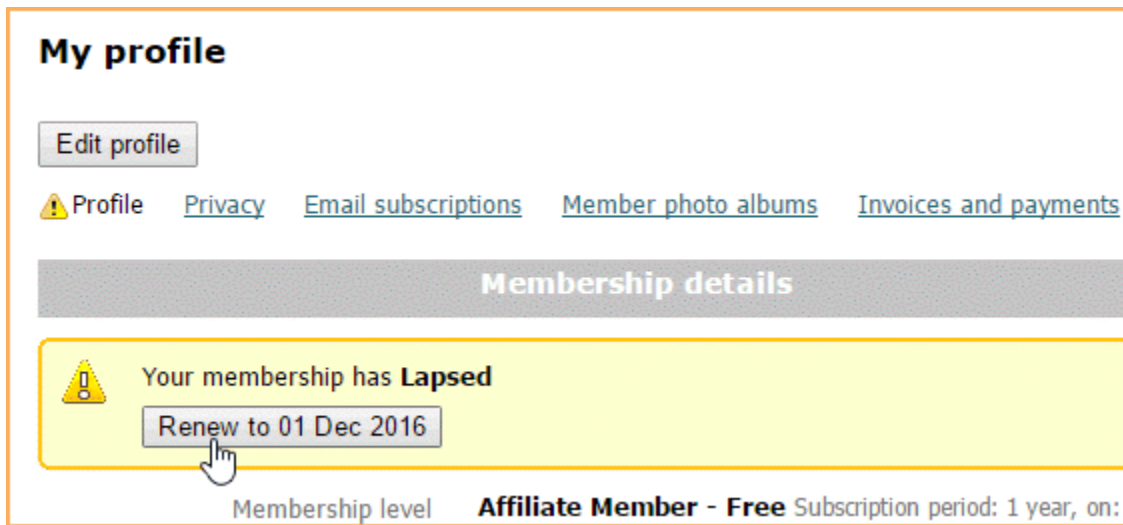 My profile
Edit profile
Profile Privacy Email subscriptions Member photo albums Invoices and payments
Membership details
Your membership has Lapsed
Renew to 01 Dec 2016
Membership level Affiliate Member - Free Subscription period: 1 year, on: